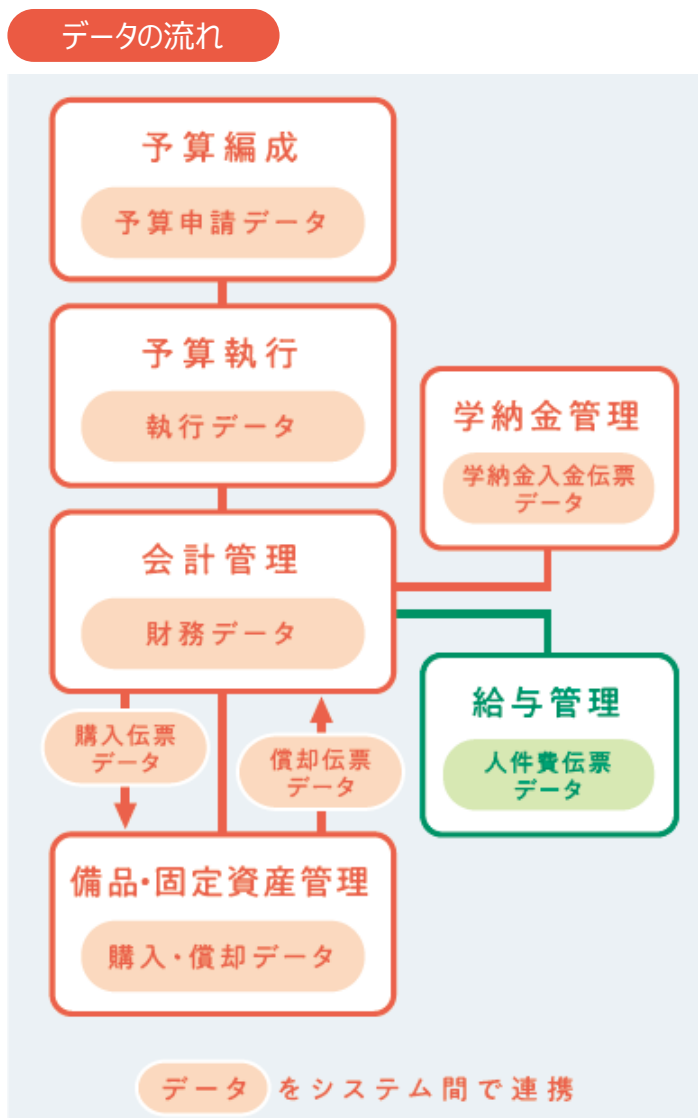 データの流れ
予算編成
予算申請データ
予算執行
執行データ
学納金管理
学納金入金伝票
データ
会計管理
財務データ
給与管理
人件費伝票
データ
購入伝票
データ
償却伝票
データ
備品・固定資産管理
購入・償却データ
データをシステム間で連携